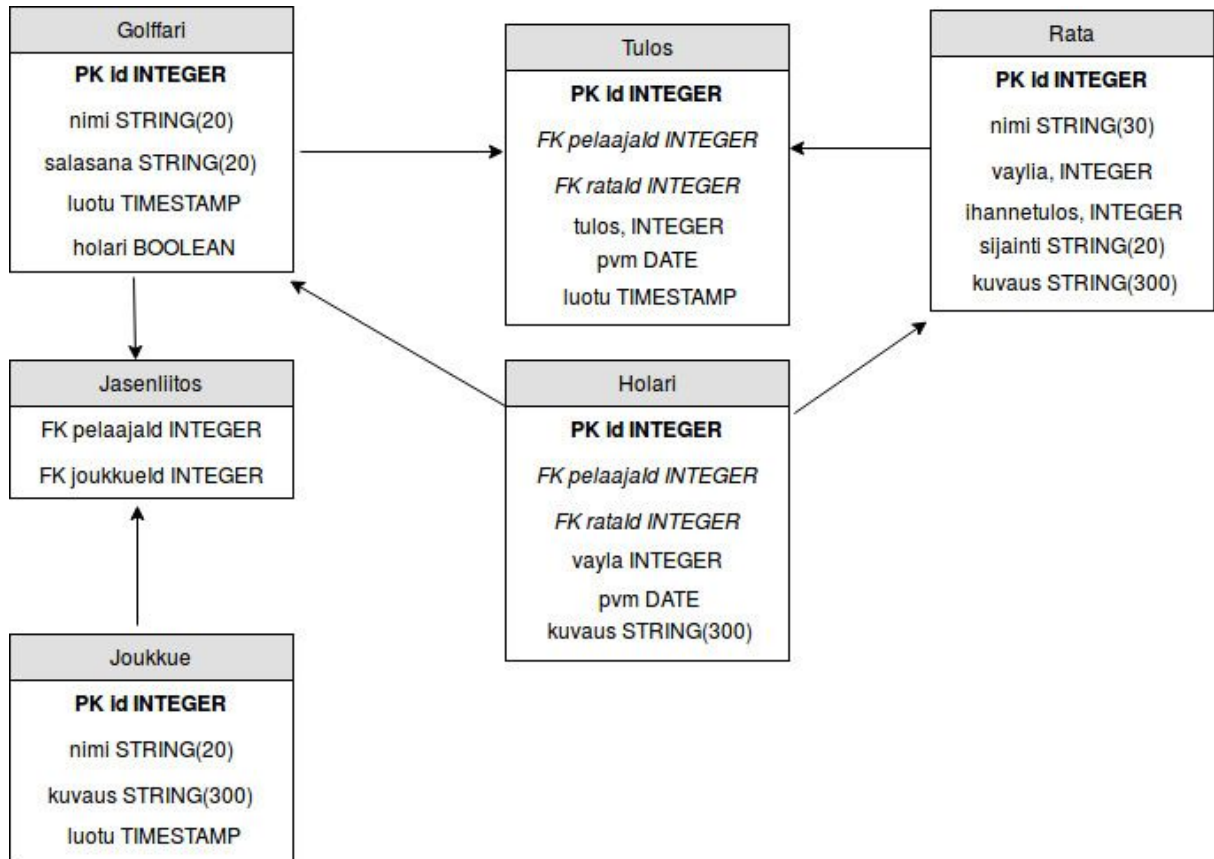 Golffari
PK id INTEGER
nimi STRING(20)
salasana STRING(20)
luotu TIMESTAMP
holari BOOLEAN
Tulos
PK id INTEGER
FK pelaajaId INTEGER
FK rataId INTEGER
tulos, INTEGER
pvm DATE
luotu TIMESTAMP
Rata
PK id INTEGER
nimi STRING(30)
vaylia, INTEGER
ihannetulos, INTEGER
sijainti STRING(20)
kuvaus STRING(300)
Jasenliitos
FK pelaajaId INTEGER
FK joukkueId INTEGER
Holari
PK id INTEGER
FK pelaajaId INTEGER
FK rataId INTEGER
vayla INTEGER
pvm DATE
kuvaus STRING(300)
Joukkue
PK id INTEGER
nimi STRING(20)
kuvaus STRING(300)
luotu TIMESTAMP